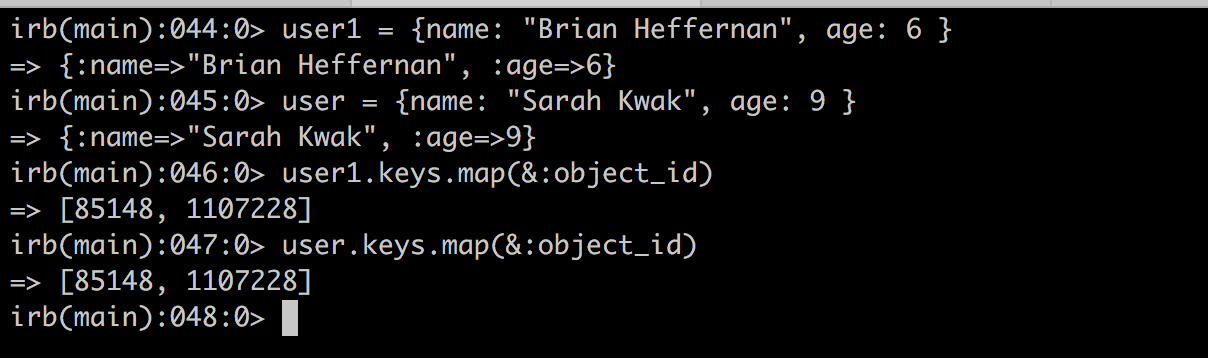 irb(main):044:0> user1 = {name: "Brian Heffernan", age: 6 }
=> {:name=>"Brian Heffernan", :age=>6}
irb(main):045:0> user = {name: "Sarah Kwak", age: 9 }
=> {:name=>"Sarah Kwak", :age=>9}
irb(main):046:0> user1.keys.map(&:object_id)
=> [85148, 1107228]
irb(main):047:0> user.keys.map(&:object_id)
=> [85148, 1107228]
irb(main):048:0>